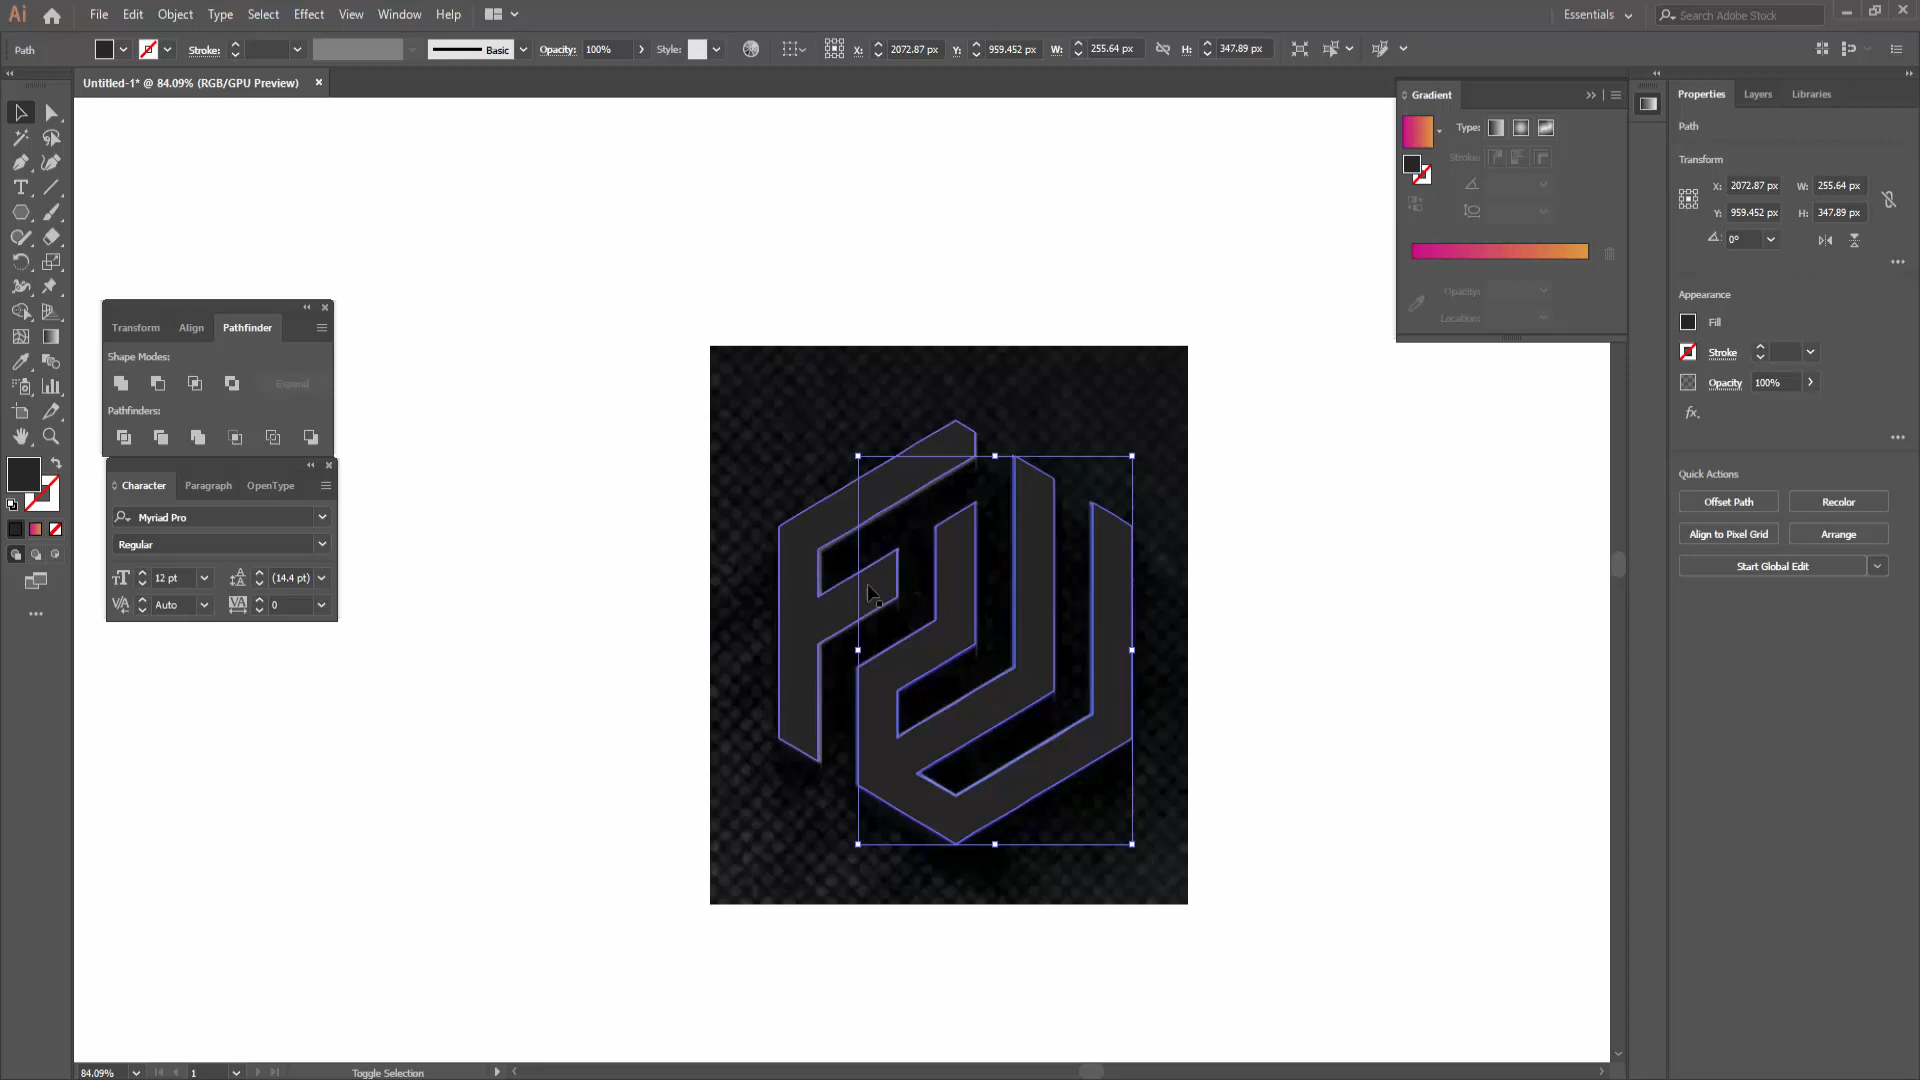 Ai File Edit Object Type Select Effect View Window Help Essentials Search Adobe Stock
Path Stroke: Basic Opacity: 100% Style: X: 2072.87 px Y: 959.452 px W: 255.64 px H: 347.89 px
Untitled-1* @ 84.09% (RGB/GPU Preview)
Gradient
Type:
Stroke:
Opacity:
Location:
Properties Layers Libraries
Path
Transform
X: 2072.87 px W: 255.64 px
Y: 959.452 px H: 347.89 px
0°
Appearance
Fill
Stroke
Opacity 100%
fx.
Quick Actions
Offset Path Recolor
Align to Pixel Grid Arrange
Start Global Edit
Transform Align Pathfinder
Shape Modes:
Expand
Pathfinders:
Character Paragraph OpenType
Myriad Pro
Regular
12 pt (14.4 pt)
Auto 0
84.09% 1 Toggle Selection